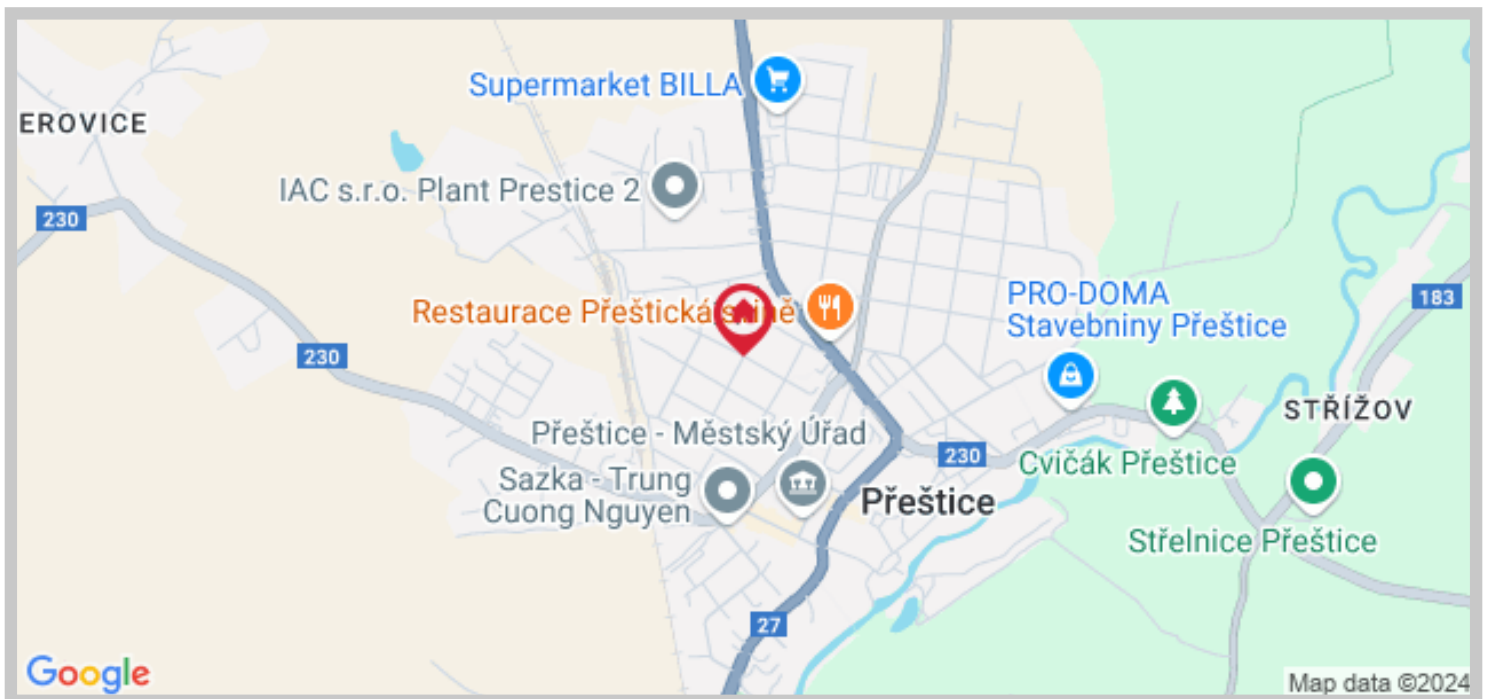 Supermarket BILLA
EROVICE
IAC s.r.o. Plant Prestice 2
230
Restaurace Přeštická
ně
PRO-DOMA
Stavebniny Přeštice
183
230
STŘÍŽOV
Přeštice - Městský Úřad
230
Cvičák Přeštice
Sazka - Trung
Cuong Nguyen
Přeštice
Střelnice Přeštice
27
Google
Map data ©2024